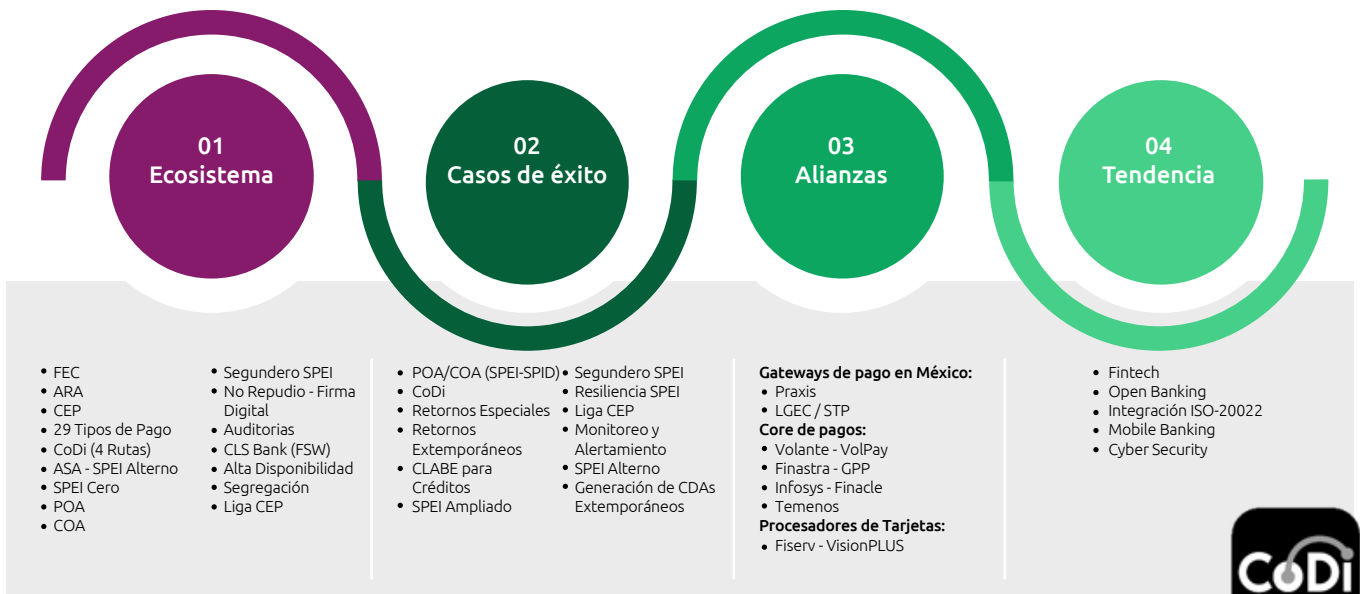 01
Ecosistema
02
Casos de éxito
03
Alianzas
04
Tendencia
• FEC
• ARA
• CEP
• 29 Tipos de Pago
• CoDi (4 Rutas)
• ASA - SPEI Alterno
• SPEI Cero
• POA
• COA
• Segundero SPEI
• No Repudio - Firma
Digital
• Auditorias
• CLS Bank (FSW)
• Alta Disponibilidad
• Segregación
• Liga CEP
• POA/COA (SPEI-SPID)
• CoDi
• Retornos Especiales
• Retornos
Extemporáneos
• CLABE para
Créditos
• SPEI Ampliado
• Segundero SPEI
• Resiliencia SPEI
• Liga CEP
• Monitoreo y
Alertamiento
• SPEI Alterno
• Generación de CDAs
Extemporáneos
Gateways de pago en México:
• Praxis
• LGEC / STP
Core de pagos:
• Volante - VolPay
• Finastra - GPP
• Infosys - Finacle
• Temenos
Procesadores de Tarjetas:
• Fiserv - VisionPLUS
• Fintech
• Open Banking
• Integración ISO-20022
• Mobile Banking
• Cyber Security
CoDi